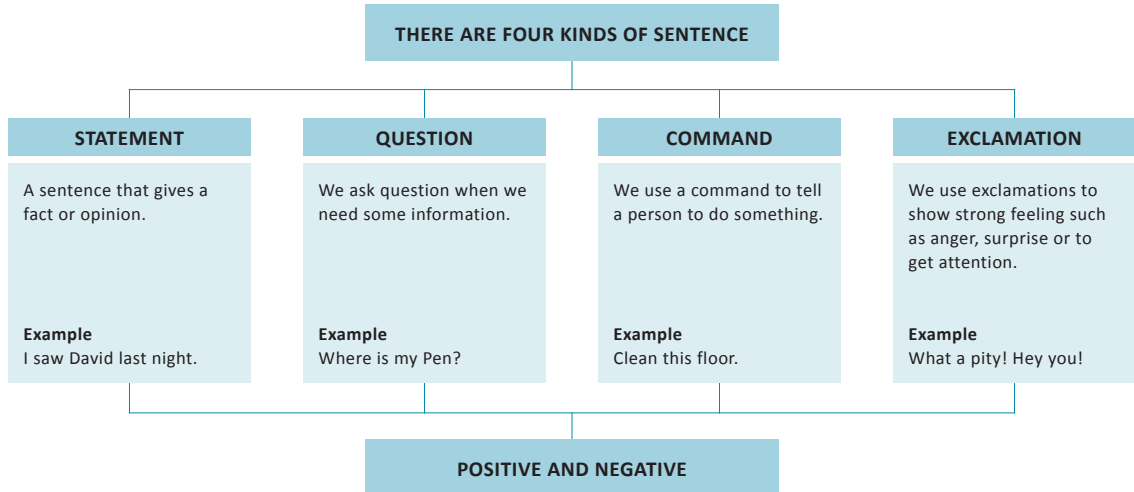 THERE ARE FOUR KINDS OF SENTENCE
STATEMENT
A sentence that gives a
fact or opinion.
Example
I saw David last night.
QUESTION
We ask question when we
need some information.
Example
Where is my Pen?
COMMAND
We use a command to tell
a person to do something.
Example
Clean this floor.
EXCLAMATION
We use exclamations to
show strong feeling such
as anger, surprise or to
get attention.
Example
What a pity! Hey you!
POSITIVE AND NEGATIVE